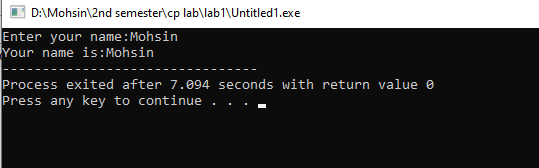 D:\Mohsin\2nd semester\cp lab\lab1\Untitled1.exe
Enter your name:Mohsin
Your name is:Mohsin
--------------------------------
Process exited after 7.094 seconds with return value 0
Press any key to continue . . .